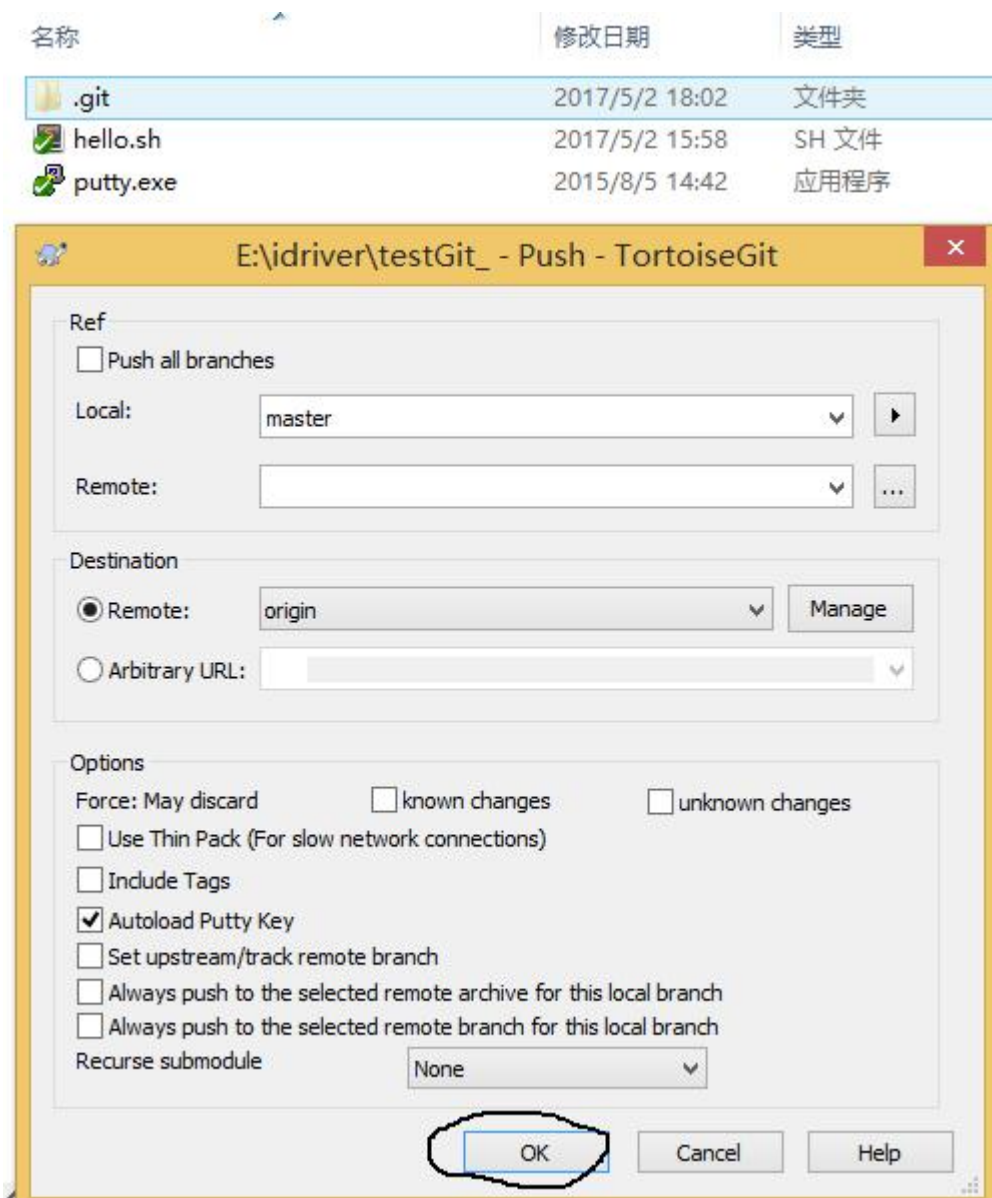 名称 修改日期 类型
.git 2017/5/2 18:02 文件夹
hello.sh 2017/5/2 15:58 SH 文件
putty.exe 2015/8/5 14:42 应用程序
E:\idriver\testGit_ - Push - TortoiseGit
Ref
Push all branches
Local: master
Remote: ...
Destination
Remote: origin Manage
Arbitrary URL:
Options
Force: May discard known changes unknown changes
Use Thin Pack (For slow network connections)
Include Tags
Autoload Putty Key
Set upstream/track remote branch
Always push to the selected remote archive for this local branch
Always push to the selected remote branch for this local branch
Recurse submodule None
OK Cancel Help